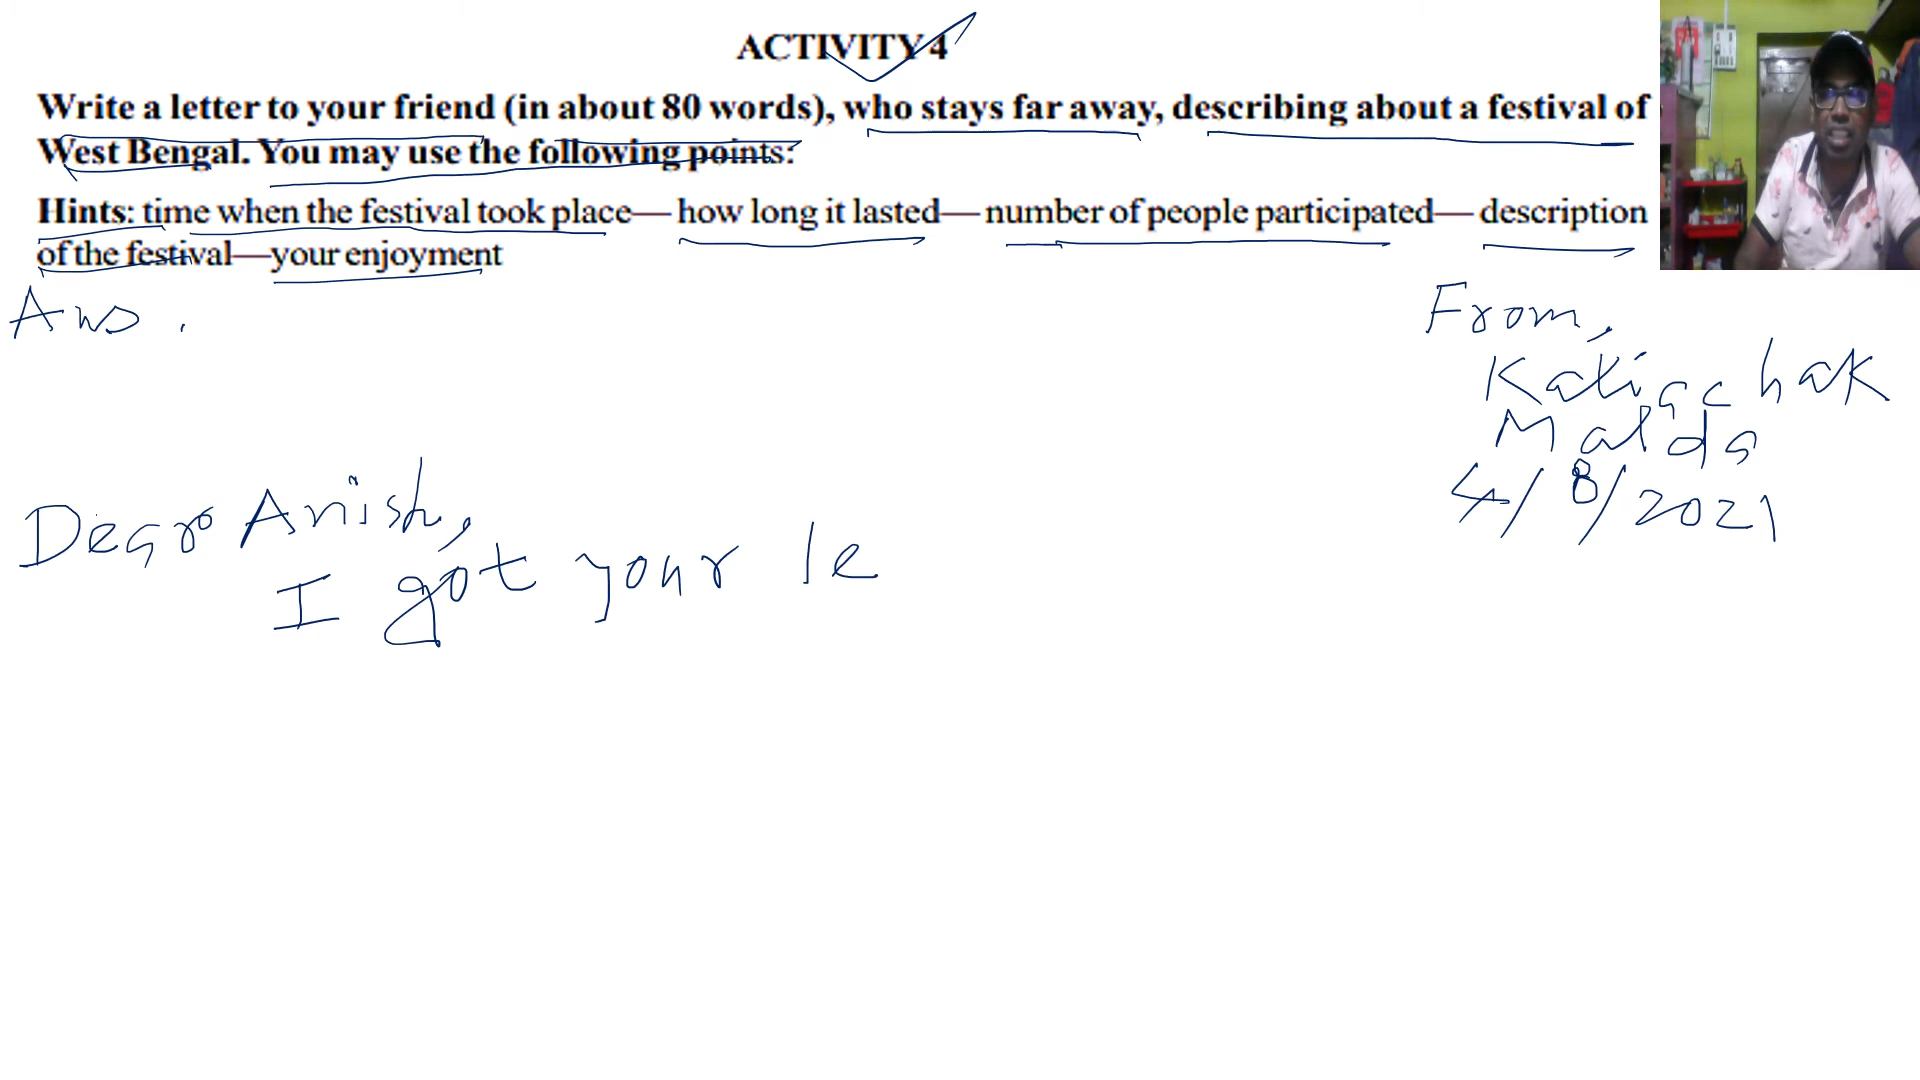 ACTIVITY 4
Write a letter to your friend (in about 80 words), who stays far away, describing about a festival of
West Bengal. You may use the following points:
Hints: time when the festival took place— how long it lasted— number of people participated— description
of the festival—your enjoyment
Ans.
From,
Kaliachak
Malda
4/8/2021
Dear Anish,
I got your le